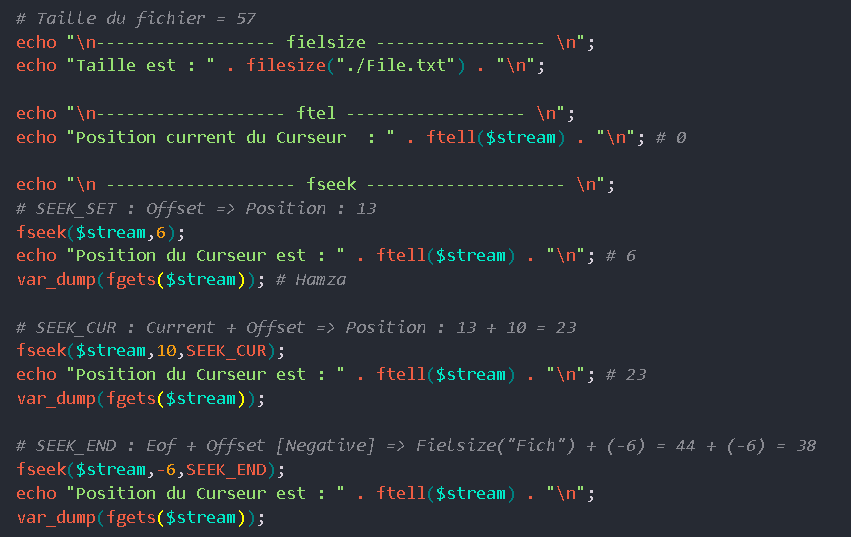 # Taille du fichier = 57
echo "\n------------------ fielsize ----------------- \n";
echo "Taille est : " . filesize("./File.txt") . "\n";
echo "\n------------------- ftel ------------------ \n";
echo "Position current du Curseur  : " . ftell($stream) . "\n"; # 0
echo "\n ------------------- fseek -------------------- \n";
# SEEK_SET : Offset => Position : 13
fseek($stream,6);
echo "Position du Curseur est : " . ftell($stream) . "\n"; # 6
var_dump(fgets($stream)); # Hamza
# SEEK_CUR : Current + Offset => Position : 13 + 10 = 23
fseek($stream,10,SEEK_CUR);
echo "Position du Curseur est : " . ftell($stream) . "\n"; # 23
var_dump(fgets($stream));
# SEEK_END : Eof + Offset [Negative] => Fielsize("Fich") + (-6) = 44 + (-6) = 38
fseek($stream,-6,SEEK_END);
echo "Position du Curseur est : " . ftell($stream) . "\n";
var_dump(fgets($stream));